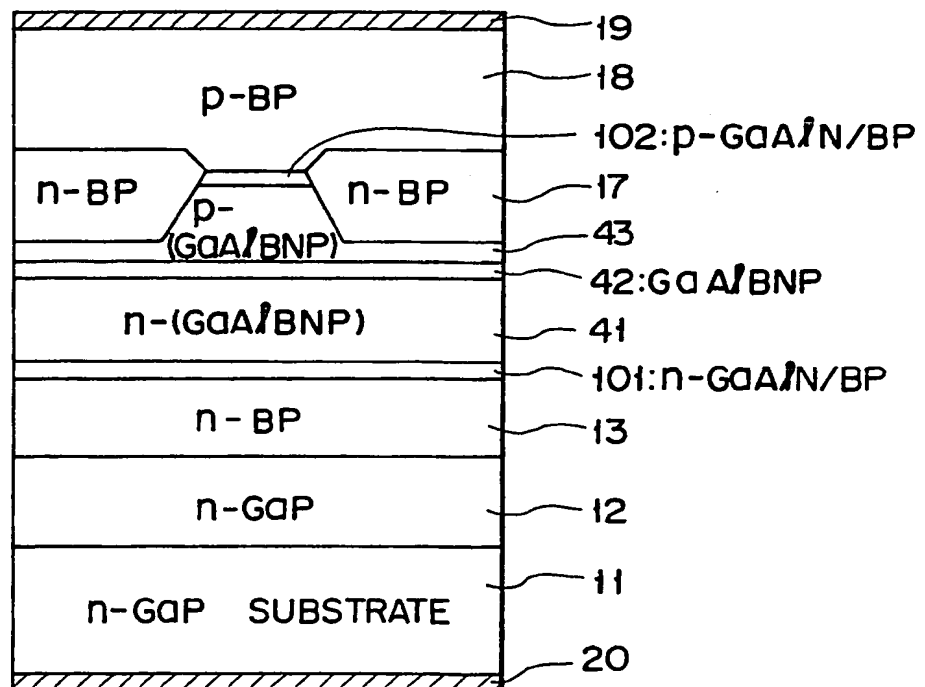 19
18
p-BP
102:p-GaAlN/BP
n-BP
n-BP
17
p-
(GaAlBNP)
43
42:GaAlBNP
n-(GaAlBNP)
41
101:n-GaAlN/BP
n-BP
13
n-GaP
12
11
n-GaP SUBSTRATE
20